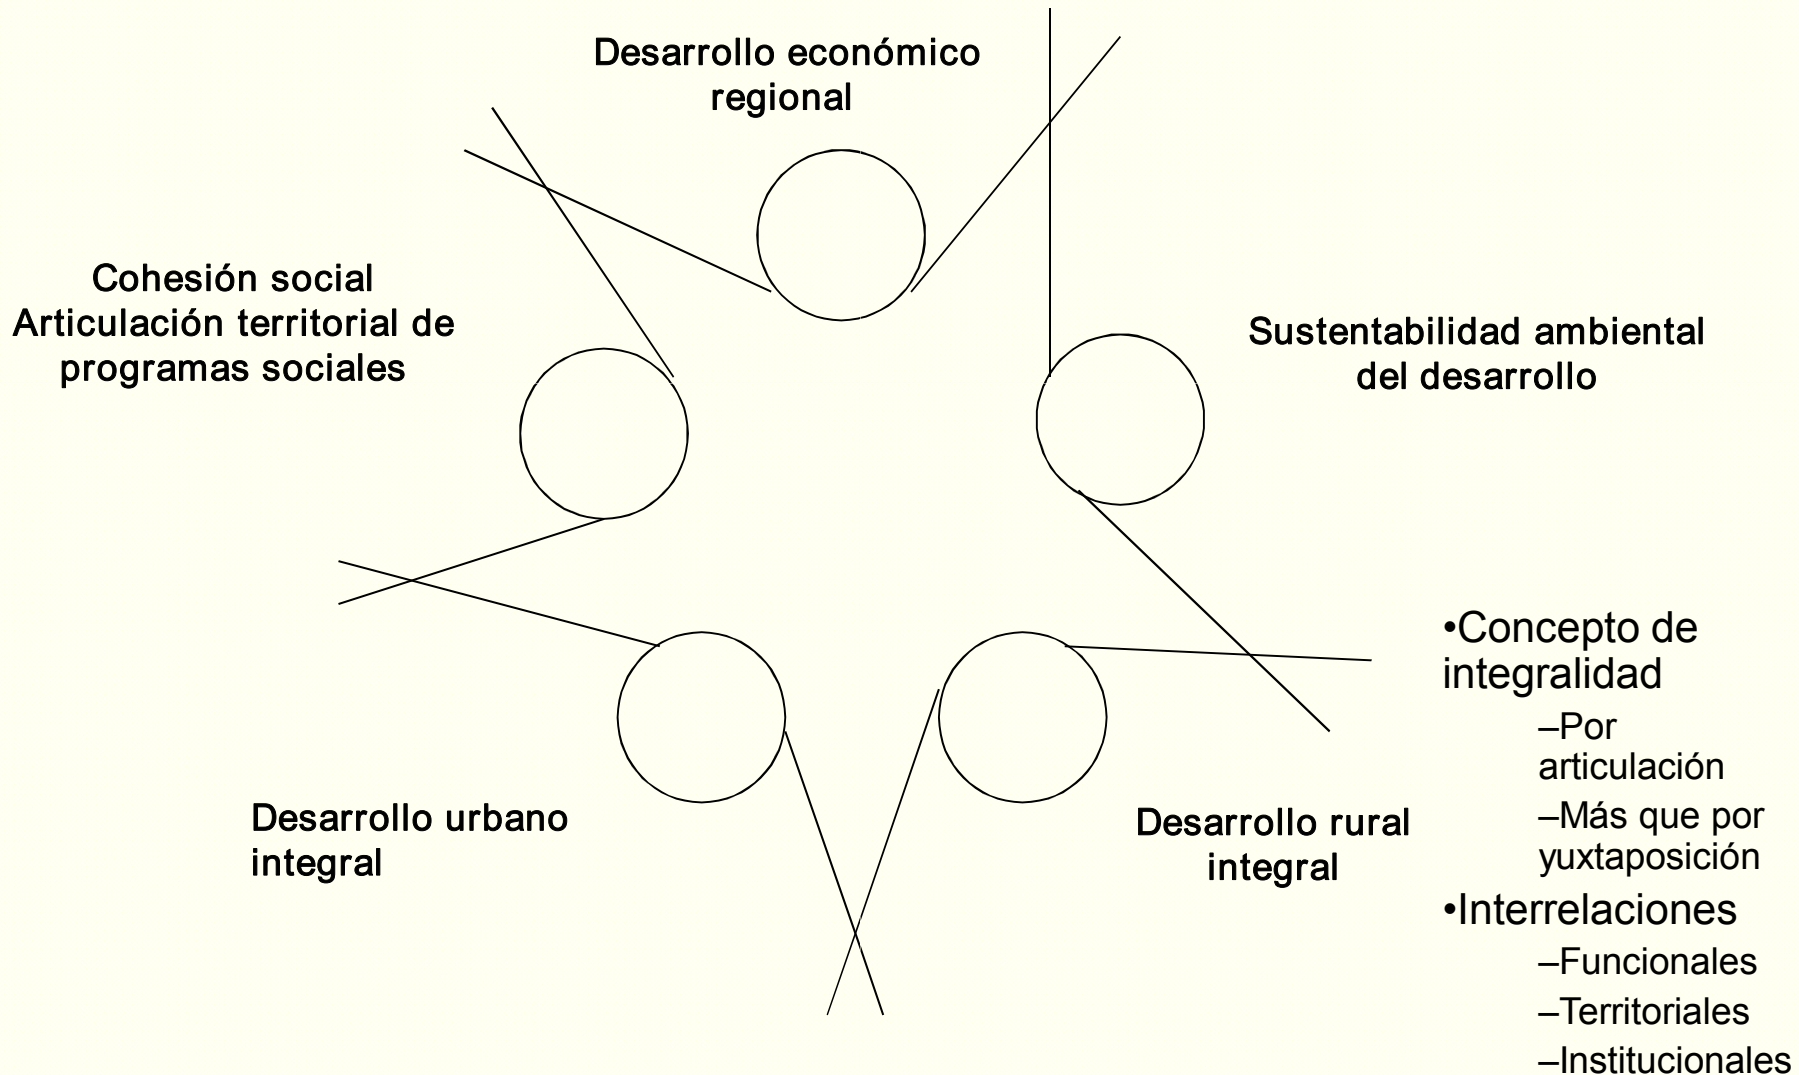 Desarrollo económico
regional
Cohesión social
Articulación territorial de
programas sociales
Sustentabilidad ambiental
del desarrollo
Desarrollo urbano
integral
Desarrollo rural
integral
•Concepto de
integralidad
–Por
articulación
–Más que por
yuxtaposición
•Interrelaciones
–Funcionales
–Territoriales
–Institucionales